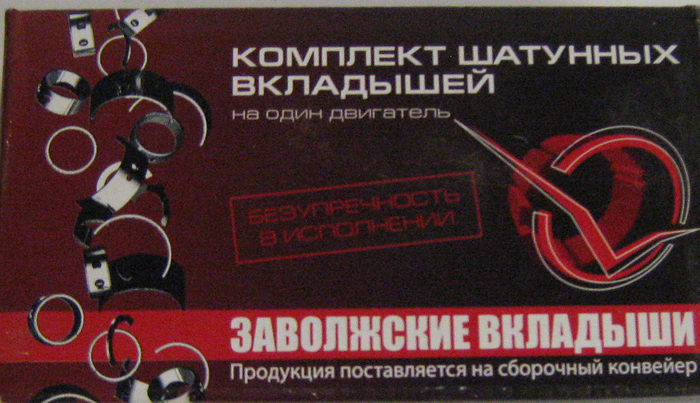 КОМПЛЕКТ ШАТУННЫХ
ВКЛАДЫШЕЙ
НА ОДИН ДВИГАТЕЛЬ
БЕЗУПРЕЧНОСТЬ
В ИСПОЛНЕНИИ
ЗАВОЛЖСКИЕ ВКЛАДЫШИ
Продукция поставляется на сборочный конвейер